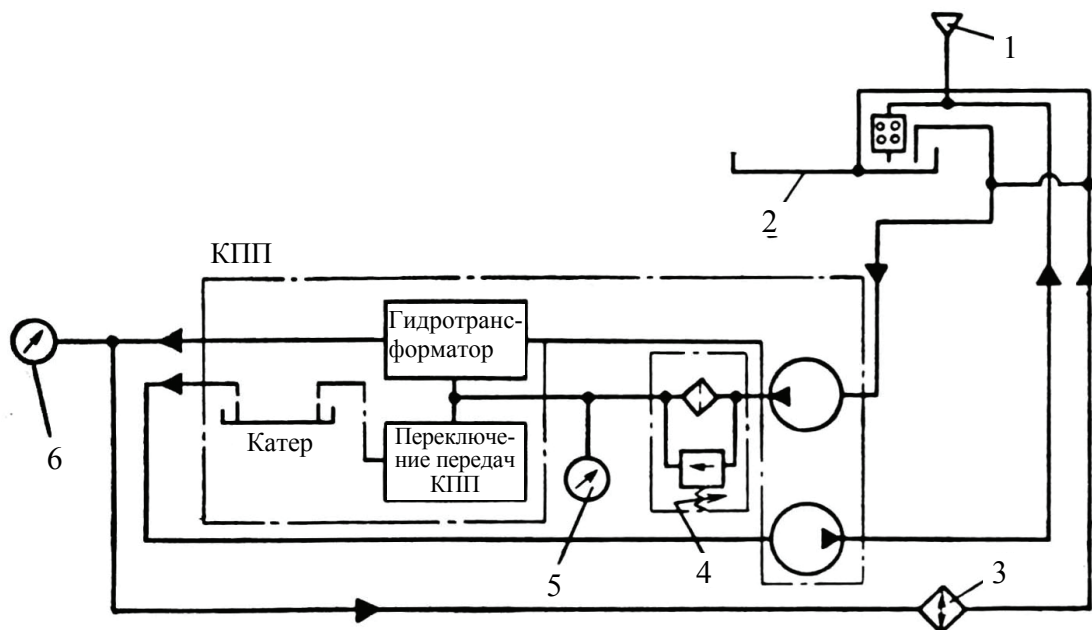 1
2
КПП
Гидротранс-
форматор
6
Катер
Переключе-
ние передач
КПП
5
4
3